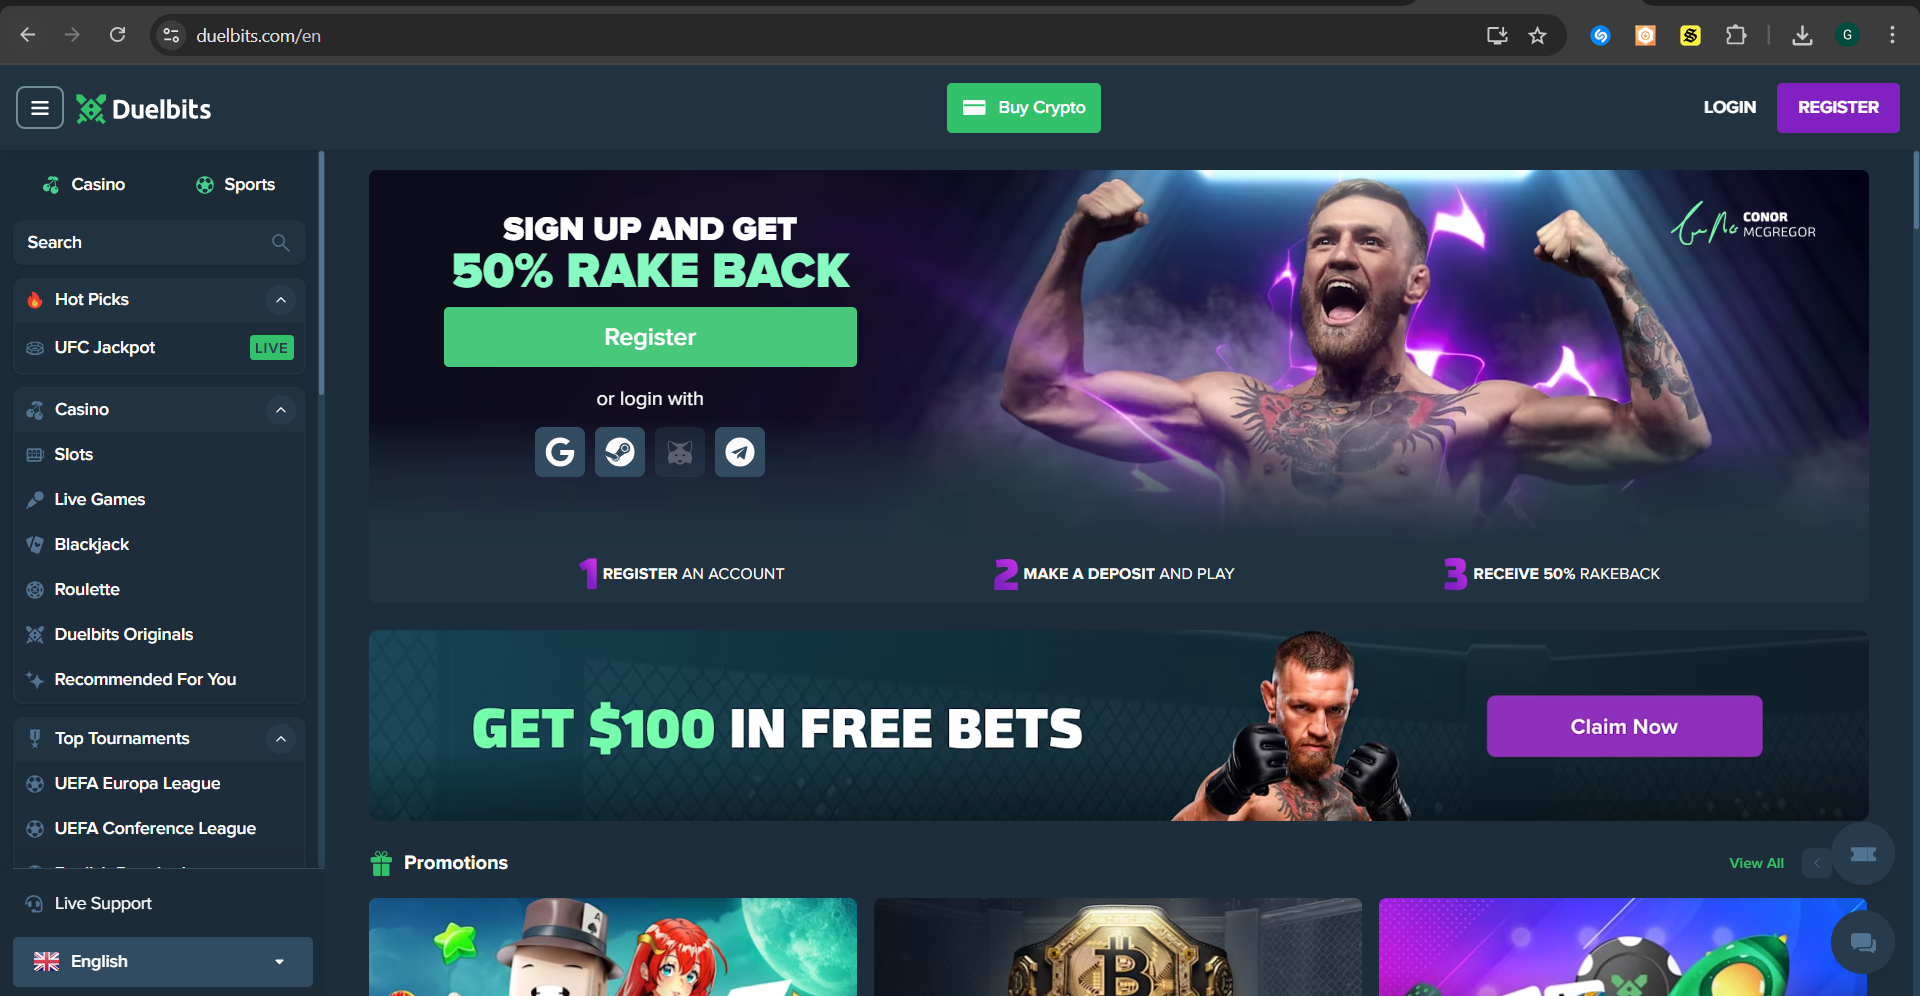 duelbits.com/en
G
Duelbits
Buy Crypto
LOGIN
REGISTER
Casino
Sports
Search
Hot Picks
UFC Jackpot
LIVE
Casino
Slots
Live Games
Blackjack
Roulette
Duelbits Originals
Recommended For You
Top Tournaments
UEFA Europa League
UEFA Conference League
Live Support
English
SIGN UP AND GET
50% RAKE BACK
Register
or login with
CONOR
MCGREGOR
1 REGISTER AN ACCOUNT
2 MAKE A DEPOSIT AND PLAY
3 RECEIVE 50% RAKEBACK
GET $100 IN FREE BETS
Claim Now
Promotions
View All
A